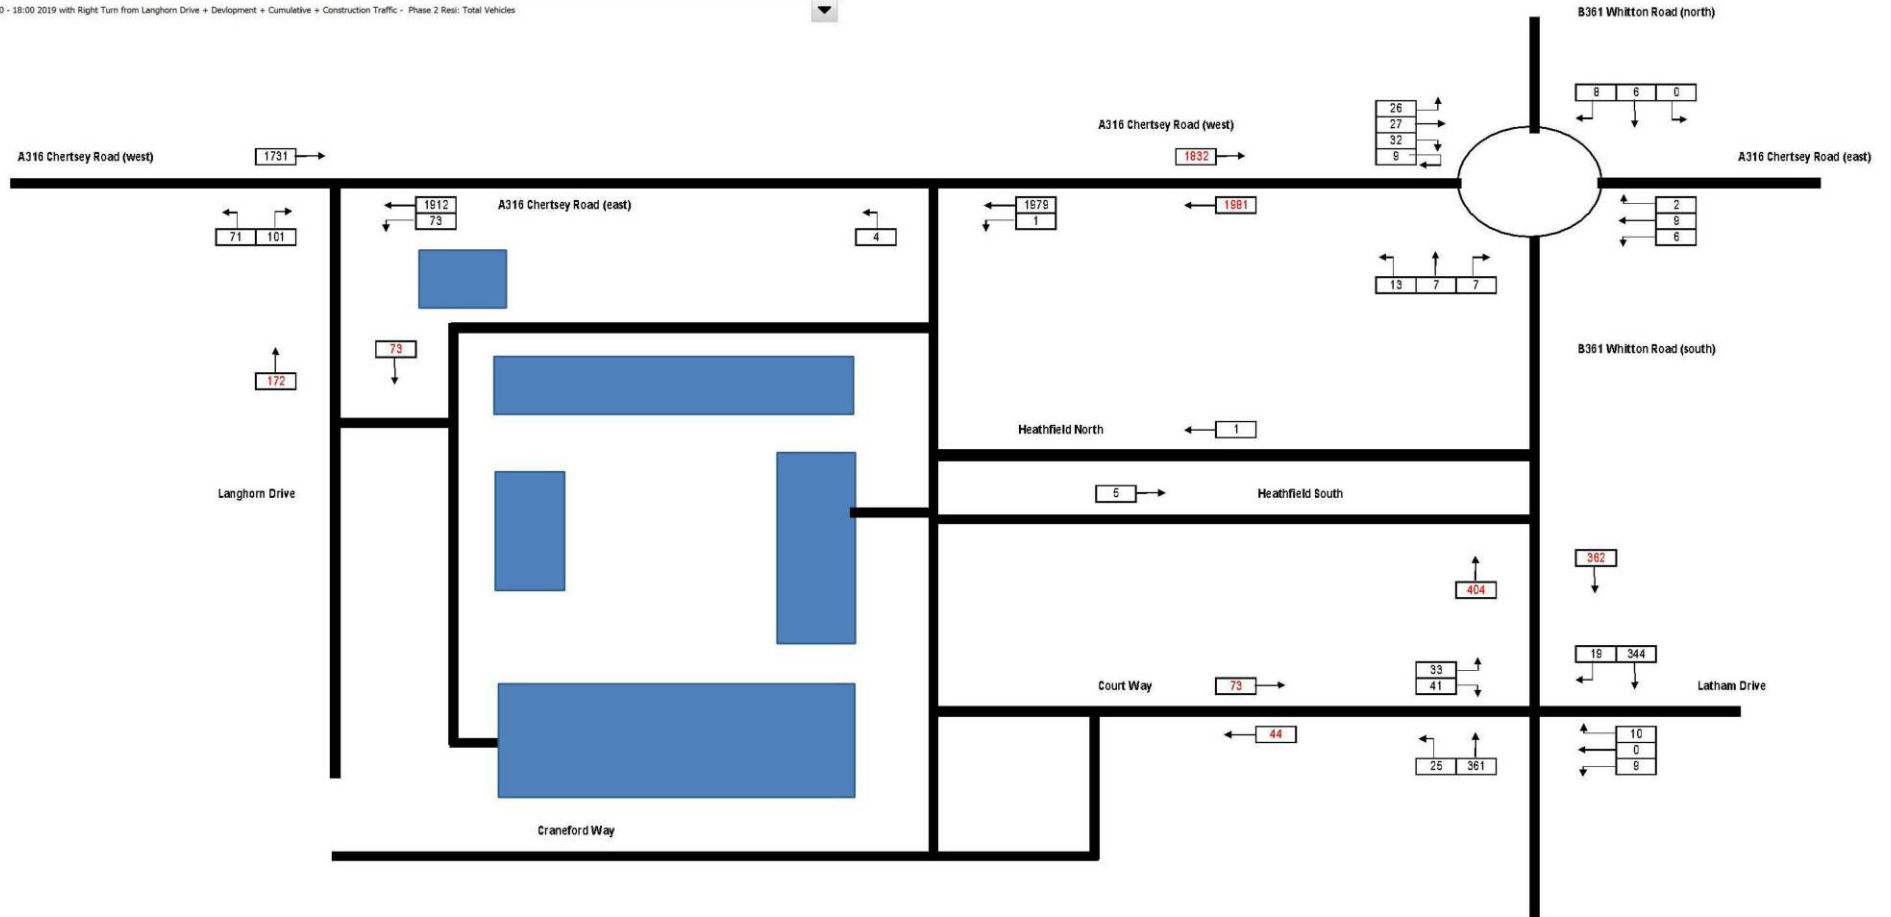 0 - 18:00 2019 with Right Turn from Langhorn Drive + Devlopment + Cumulative + Construction Traffic - Phase 2 Resi: Total Vehicles
B361 Whitton Road (north)
8 6 0
26
27
32
9
A316 Chertsey Road (west)
A316 Chertsey Road (west)
1731
1832
A316 Chertsey Road (east)
1912
73
A316 Chertsey Road (east)
1979
1
1981
2
9
6
71 101
4
13 7 7
73
172
B361 Whitton Road (south)
Heathfield North
1
Langhorn Drive
5
Heathfield South
362
404
19 344
33
41
Court Way
73
Latham Drive
44
10
0
9
25 361
Craneford Way